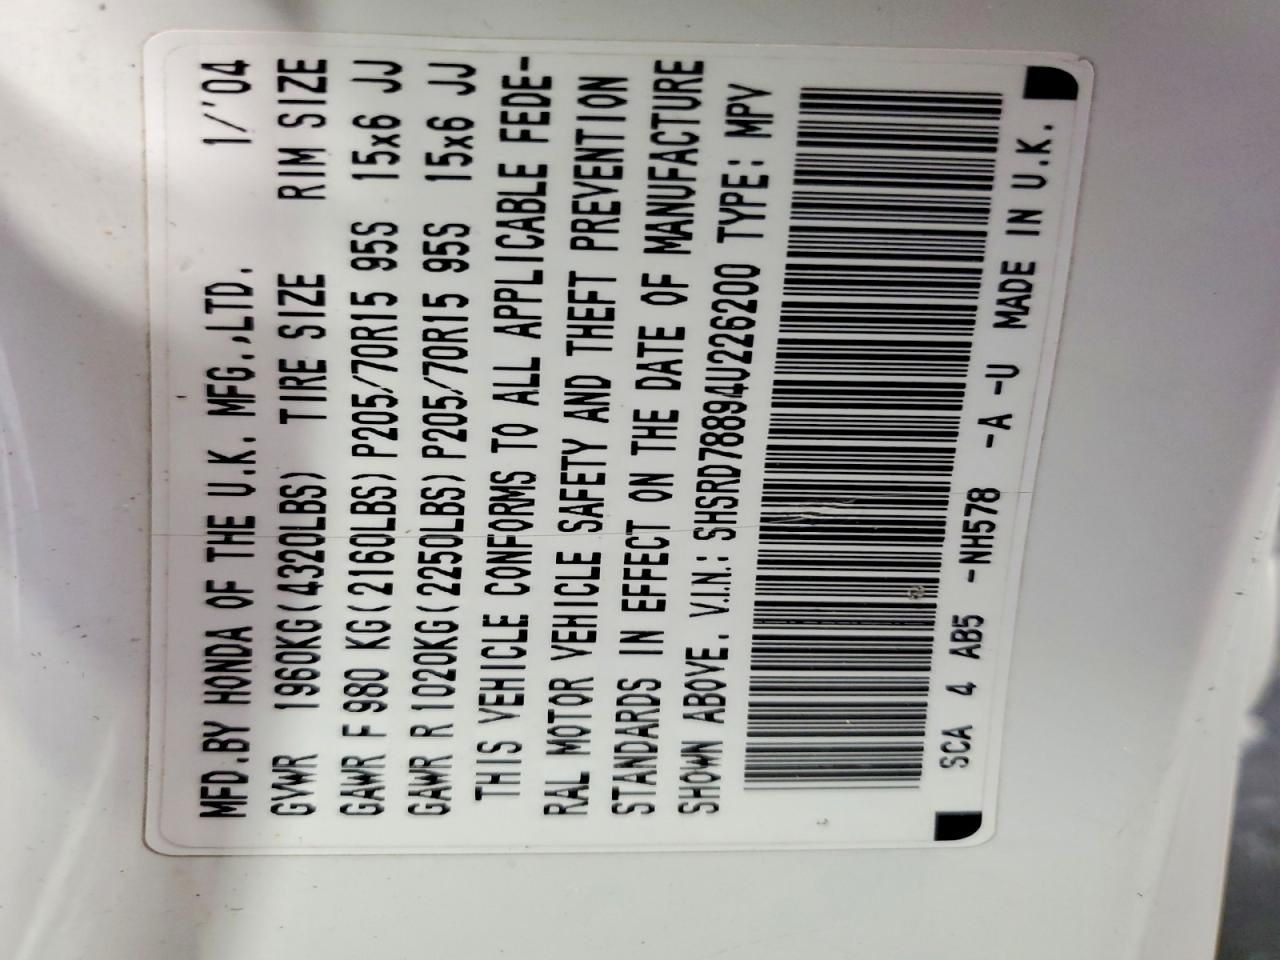 MFD.BY HONDA OF THE U.K. MFG.,LTD. 1/'04
GVWR 1960KG(4320LBS) TIRE SIZE RIM SIZE
GAWR F 980 KG(2160LBS) P205/70R15 95S 15x6 JJ
GAWR R 1020KG(2250LBS) P205/70R15 95S 15x6 JJ
THIS VEHICLE CONFORMS TO ALL APPLICABLE FEDE-
RAL MOTOR VEHICLE SAFETY AND THEFT PREVENTION
STANDARDS IN EFFECT ON THE DATE OF MANUFACTURE
SHOWN ABOVE. V.I.N.: SHSRD78894U226200 TYPE: MPV
SCA 4 AB5 -NH578 -A -U MADE IN U.K.